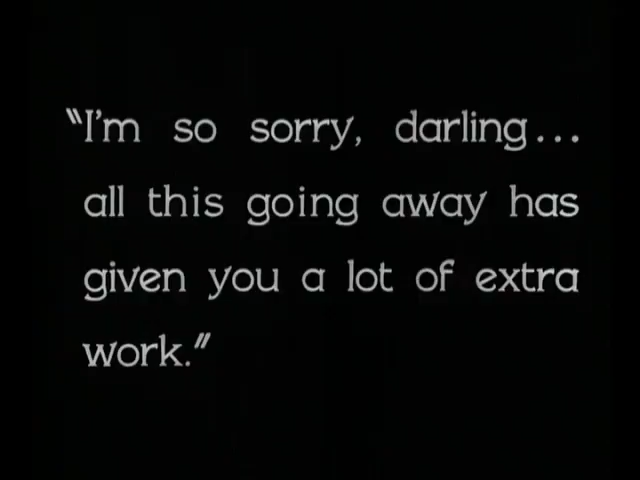 “I'm so sorry, darling...
all this going away has
given you a lot of extra
work.”